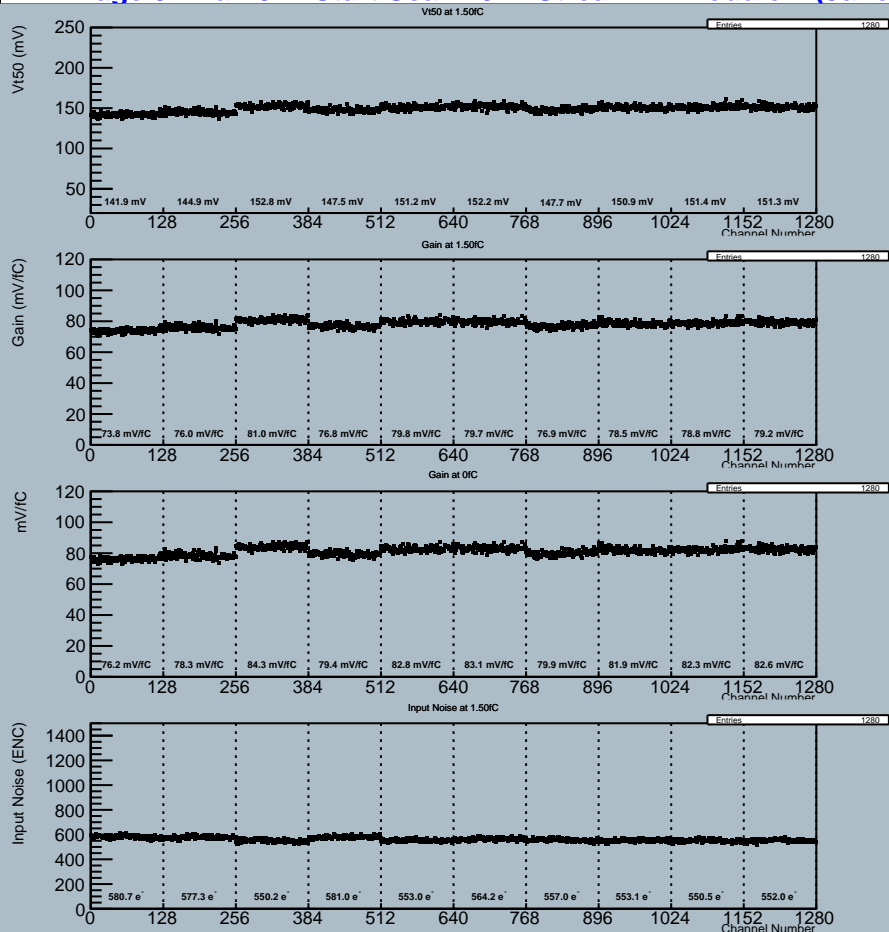 Vt50 at 1.50fC
Entries 1280
Vt50 (mV)
250
200
150
100
50
141.9 mV 144.9 mV 152.8 mV 147.5 mV 151.2 mV 152.2 mV 147.7 mV 150.9 mV 151.4 mV 151.3 mV
0 128 256 384 512 640 768 896 1024 1152 1280
Channel Number
Gain at 1.50fC
Entries 1280
Gain (mV/fC)
120
100
80
60
40
20
0
73.8 mV/fC 76.0 mV/fC 81.0 mV/fC 76.8 mV/fC 79.8 mV/fC 79.7 mV/fC 76.9 mV/fC 78.5 mV/fC 78.8 mV/fC 79.2 mV/fC
0 128 256 384 512 640 768 896 1024 1152 1280
Channel Number
Gain at 0fC
Entries 1280
mV/fC
120
100
80
60
40
20
0
76.2 mV/fC 78.3 mV/fC 84.3 mV/fC 79.4 mV/fC 82.8 mV/fC 83.1 mV/fC 79.9 mV/fC 81.9 mV/fC 82.3 mV/fC 82.6 mV/fC
0 128 256 384 512 640 768 896 1024 1152 1280
Channel Number
Input Noise at 1.50fC
Entries 1280
Input Noise (ENC)
1400
1200
1000
800
600
400
200
0
580.7 e⁻ 577.3 e⁻ 550.2 e⁻ 581.0 e⁻ 553.0 e⁻ 564.2 e⁻ 557.0 e⁻ 553.1 e⁻ 550.5 e⁻ 552.0 e⁻
0 128 256 384 512 640 768 896 1024 1152 1280
Channel Number